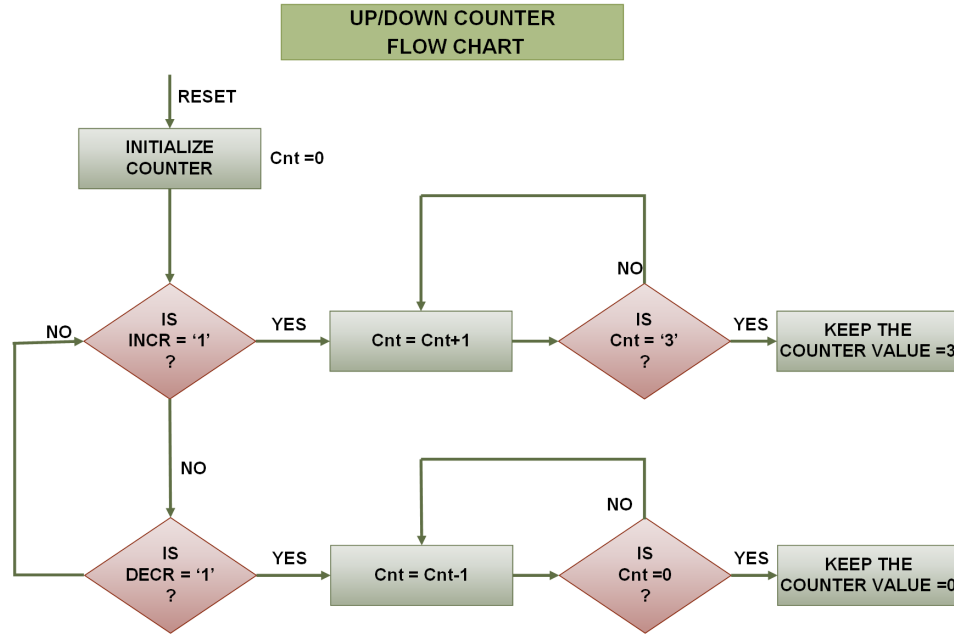 UP/DOWN COUNTER
FLOW CHART
RESET
INITIALIZE
COUNTER
Cnt =0
NO
IS
INCR = ‘1’
?
YES
Cnt = Cnt+1
NO
IS
Cnt = ‘3’
?
YES
KEEP THE
COUNTER VALUE =3
NO
IS
DECR = ‘1’
?
YES
Cnt = Cnt-1
NO
IS
Cnt =0
?
YES
KEEP THE
COUNTER VALUE =0